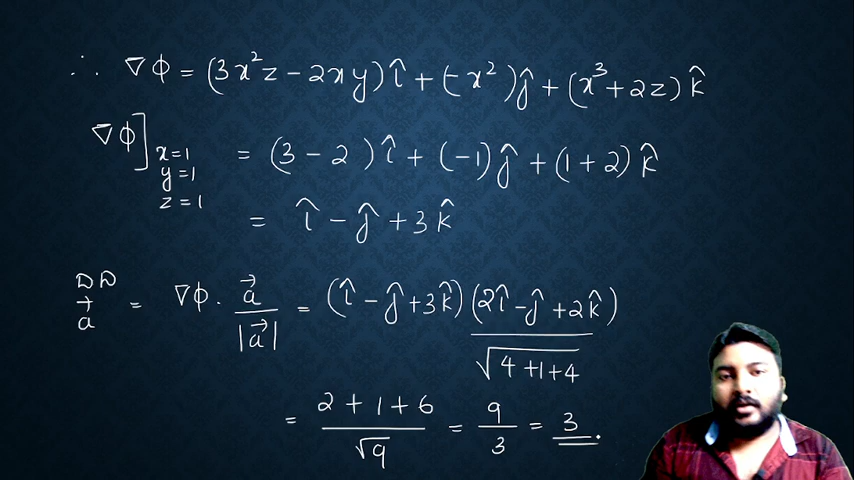 ∴ ∇ϕ = (3x²z - 2xy)î + (-x²)ĵ + (x³ + 2z)k̂
∇ϕ]ₓ₌₁ = (3 - 2)î + (-1)ĵ + (1 + 2)k̂
y=1
z=1
= î - ĵ + 3k̂
DD = ∇ϕ · a⃗/|a⃗| = (î - ĵ + 3k̂)(2î - ĵ + 2k̂)/√(4+1+4)
a⃗
= (2 + 1 + 6)/√9 = 9/3 = 3.